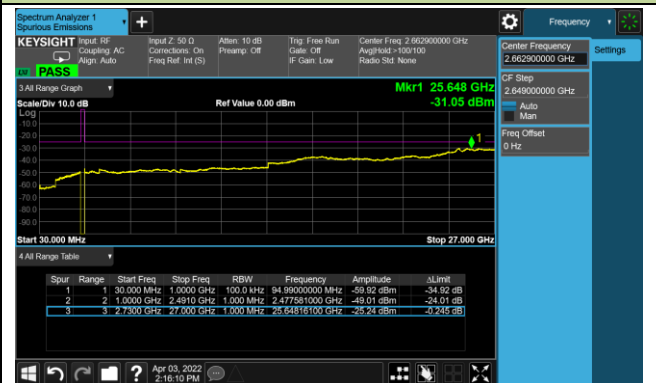 Spectrum Analyzer 1
Spurious Emissions
Frequency
KEYSIGHT Input: RF Input Z: 50 Ω Atten: 10 dB Trig: Free Run Center Freq: 2.662900000 GHz
Coupling: AC Corrections: On Preamp: Off Gate: Off Avg|Hold:>100/100
Align: Auto Freq Ref: Int (S) IF Gain: Low Radio Std: None
PASS
Center Frequency
2.662900000 GHz
Settings
CF Step
2.649000000 GHz
Auto
Man
Freq Offset
0 Hz
3 All Range Graph
Mkr1 25.648 GHz
Scale/Div 10.0 dB Ref Value 0.00 dBm -31.05 dBm
Log
-10.0
-20.0
-30.0
-40.0
-50.0
-60.0
-70.0
-80.0
-90.0
1
Start 30.000 MHz Stop 27.000 GHz
4 All Range Table
Spur Range Start Freq Stop Freq RBW Frequency Amplitude ΔLimit
1 1 30.000 MHz 1.0000 GHz 100.0 kHz 94.99000000 MHz -59.92 dBm -34.92 dB
2 2 1.0000 GHz 2.4910 GHz 1.000 MHz 2.477581000 GHz -49.01 dBm -24.01 dB
3 3 2.7300 GHz 27.000 GHz 1.000 MHz 25.64816100 GHz -25.24 dBm -0.245 dB
Apr 03, 2022
2:16:10 PM